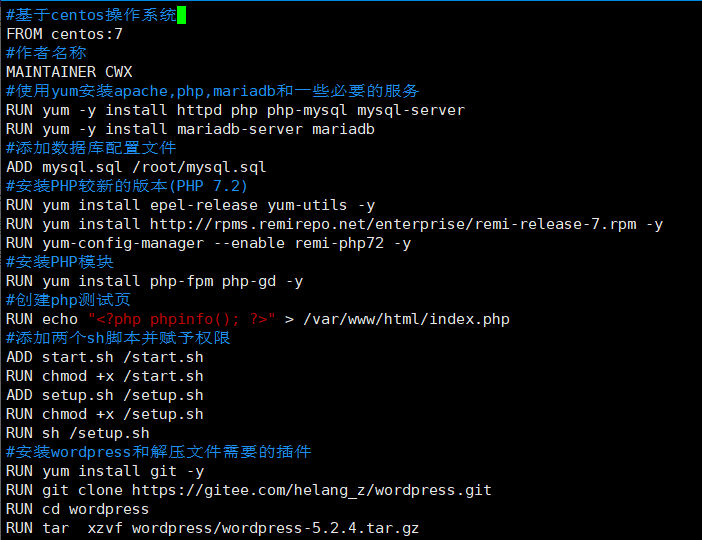 #基于centos操作系统
FROM centos:7
#作者名称
MAINTAINER CWX
#使用yum安装apache,php,mariadb和一些必要的服务
RUN yum -y install httpd php php-mysql mysql-server
RUN yum -y install mariadb-server mariadb
#添加数据库配置文件
ADD mysql.sql /root/mysql.sql
#安装PHP较新的版本(PHP 7.2)
RUN yum install epel-release yum-utils -y
RUN yum install http://rpms.remirepo.net/enterprise/remi-release-7.rpm -y
RUN yum-config-manager --enable remi-php72 -y
#安装PHP模块
RUN yum install php-fpm php-gd -y
#创建php测试页
RUN echo "<?php phpinfo(); ?>" > /var/www/html/index.php
#添加两个sh脚本并赋予权限
ADD start.sh /start.sh
RUN chmod +x /start.sh
ADD setup.sh /setup.sh
RUN chmod +x /setup.sh
RUN sh /setup.sh
#安装wordpress和解压文件需要的插件
RUN yum install git -y
RUN git clone https://gitee.com/helang_z/wordpress.git
RUN cd wordpress
RUN tar  xzvf wordpress/wordpress-5.2.4.tar.gz